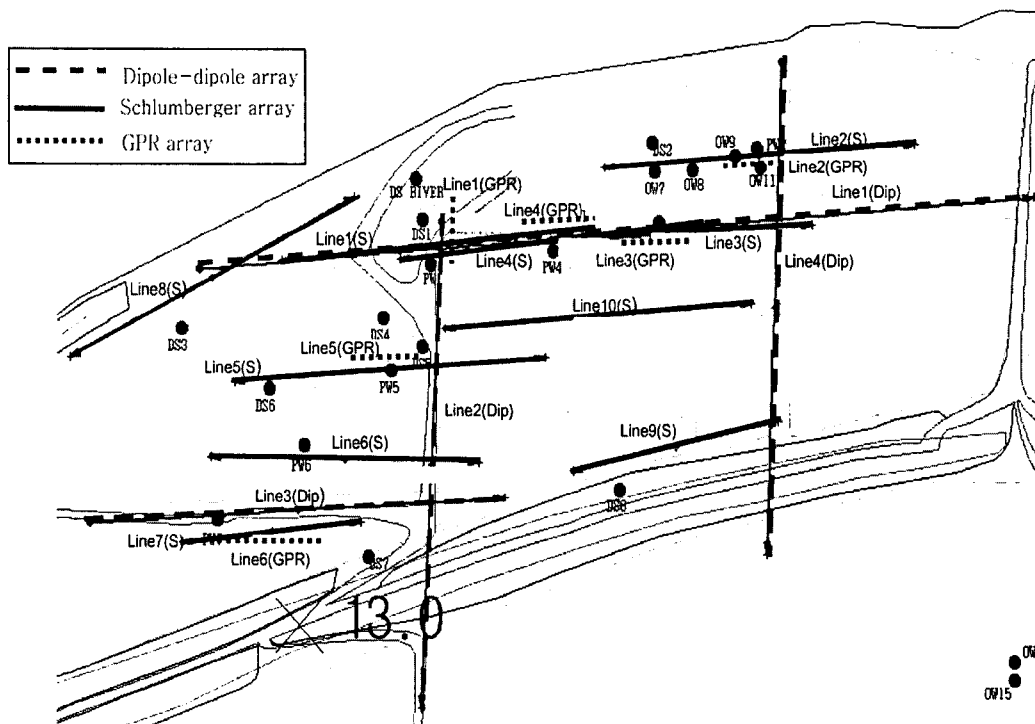 Dipole-dipole array
Schlumberger array
GPR array
DS2
OW9
Line2(S)
OW7
OW8
OW11
Line2(GPR)
DS RIVER
Line1(GPR)
Line1(Dip)
DS1
Line4(GPR)
Line1(S)
Line3(S)
Line4(S)
PW4
Line3(GPR)
Line4(Dip)
Line8(S)
Line10(S)
DS3
DS4
Line5(GPR)
Line5(S)
PW5
DS6
Line2(Dip)
Line9(S)
Line6(S)
PW6
DS8
Line3(Dip)
Line7(S)
Line6(GPR)
DS7
13.0
OW15